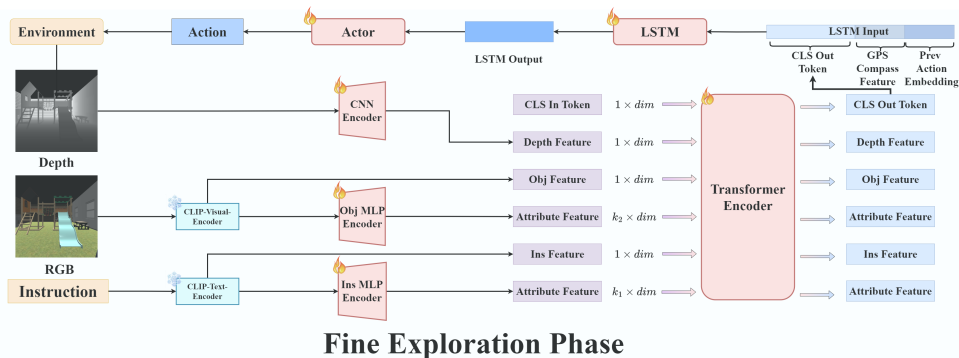 Environment
Action
Actor
LSTM Output
LSTM
LSTM Input
CLS Out
Token
GPS
Compass
Feature
Prev
Action
Embedding
Depth
CNN
Encoder
CLS In Token
1 × dim
CLS Out Token
Depth Feature
1 × dim
Depth Feature
Obj Feature
1 × dim
Obj Feature
RGB
CLIP-Visual-
Encoder
Obj MLP
Encoder
Attribute Feature
k₂ × dim
Attribute Feature
Transformer
Encoder
Ins Feature
1 × dim
Ins Feature
Instruction
CLIP-Text-
Encoder
Ins MLP
Encoder
Attribute Feature
k₁ × dim
Attribute Feature
Fine Exploration Phase